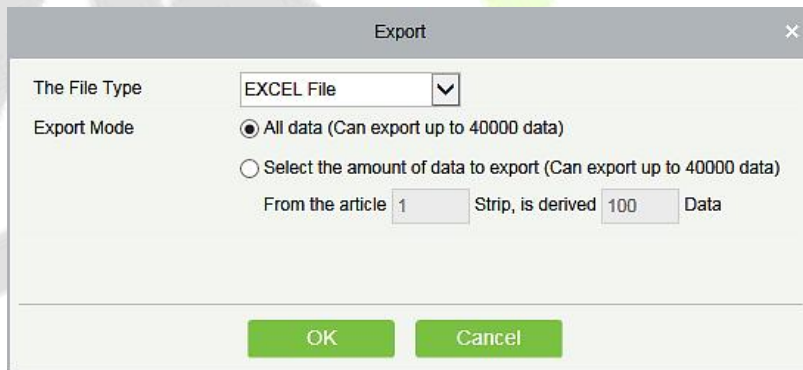 Export ×
The File Type EXCEL File
Export Mode All data (Can export up to 40000 data)
Select the amount of data to export (Can export up to 40000 data)
From the article 1 Strip, is derived 100 Data
OK Cancel